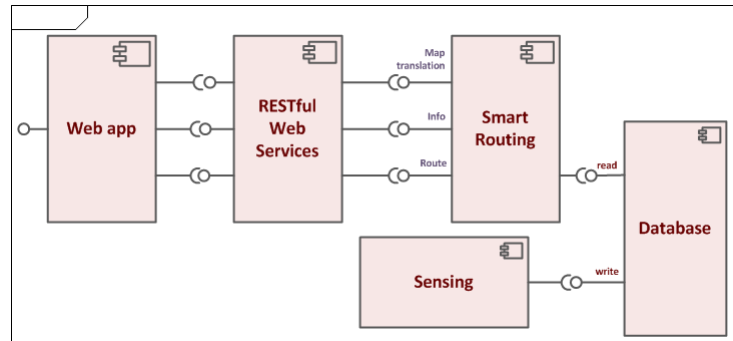 Web app
RESTful
Web
Services
Map
translation
Info
Route
Smart
Routing
read
Database
write
Sensing